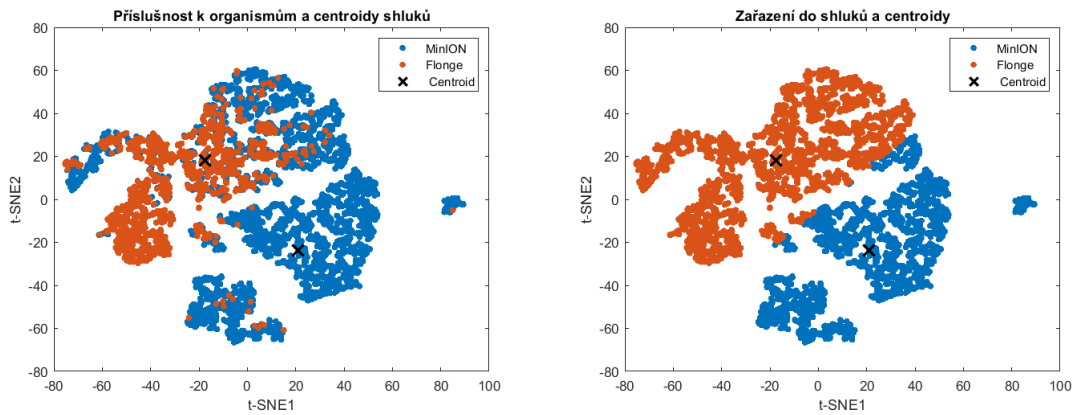 Příslušnost k organismům a centroidy shluků
MinION
Flonge
Centroid
80
60
40
20
0
-20
-40
-60
-80
t-SNE2
-80 -60 -40 -20 0 20 40 60 80 100
t-SNE1
Zařazení do shluků a centroidy
MinION
Flonge
Centroid
80
60
40
20
0
-20
-40
-60
-80
t-SNE2
-80 -60 -40 -20 0 20 40 60 80 100
t-SNE1